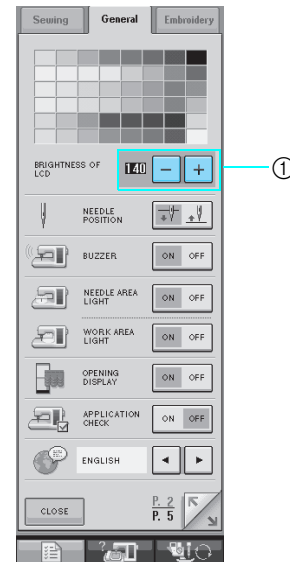 Sewing General Embroidery
BRIGHTNESS OF
LCD
140 − +
①
NEEDLE
POSITION
BUZZER ON OFF
NEEDLE AREA
LIGHT
ON OFF
WORK AREA
LIGHT
ON OFF
OPENING
DISPLAY
ON OFF
APPLICATION
CHECK
ON OFF
ENGLISH
CLOSE
P. 2
P. 5
?